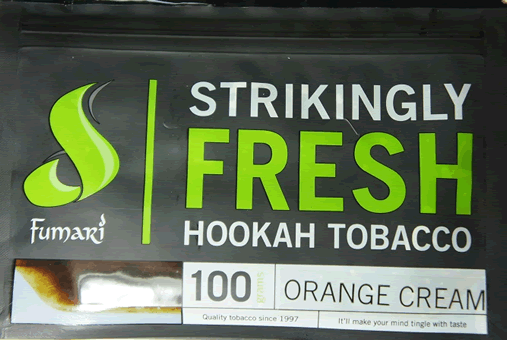 STRIKINGLY
FRESH
HOOKAH TOBACCO
Fumari
100 grams
ORANGE CREAM
Quality tobacco since 1997
It'll make your mind tingle with taste